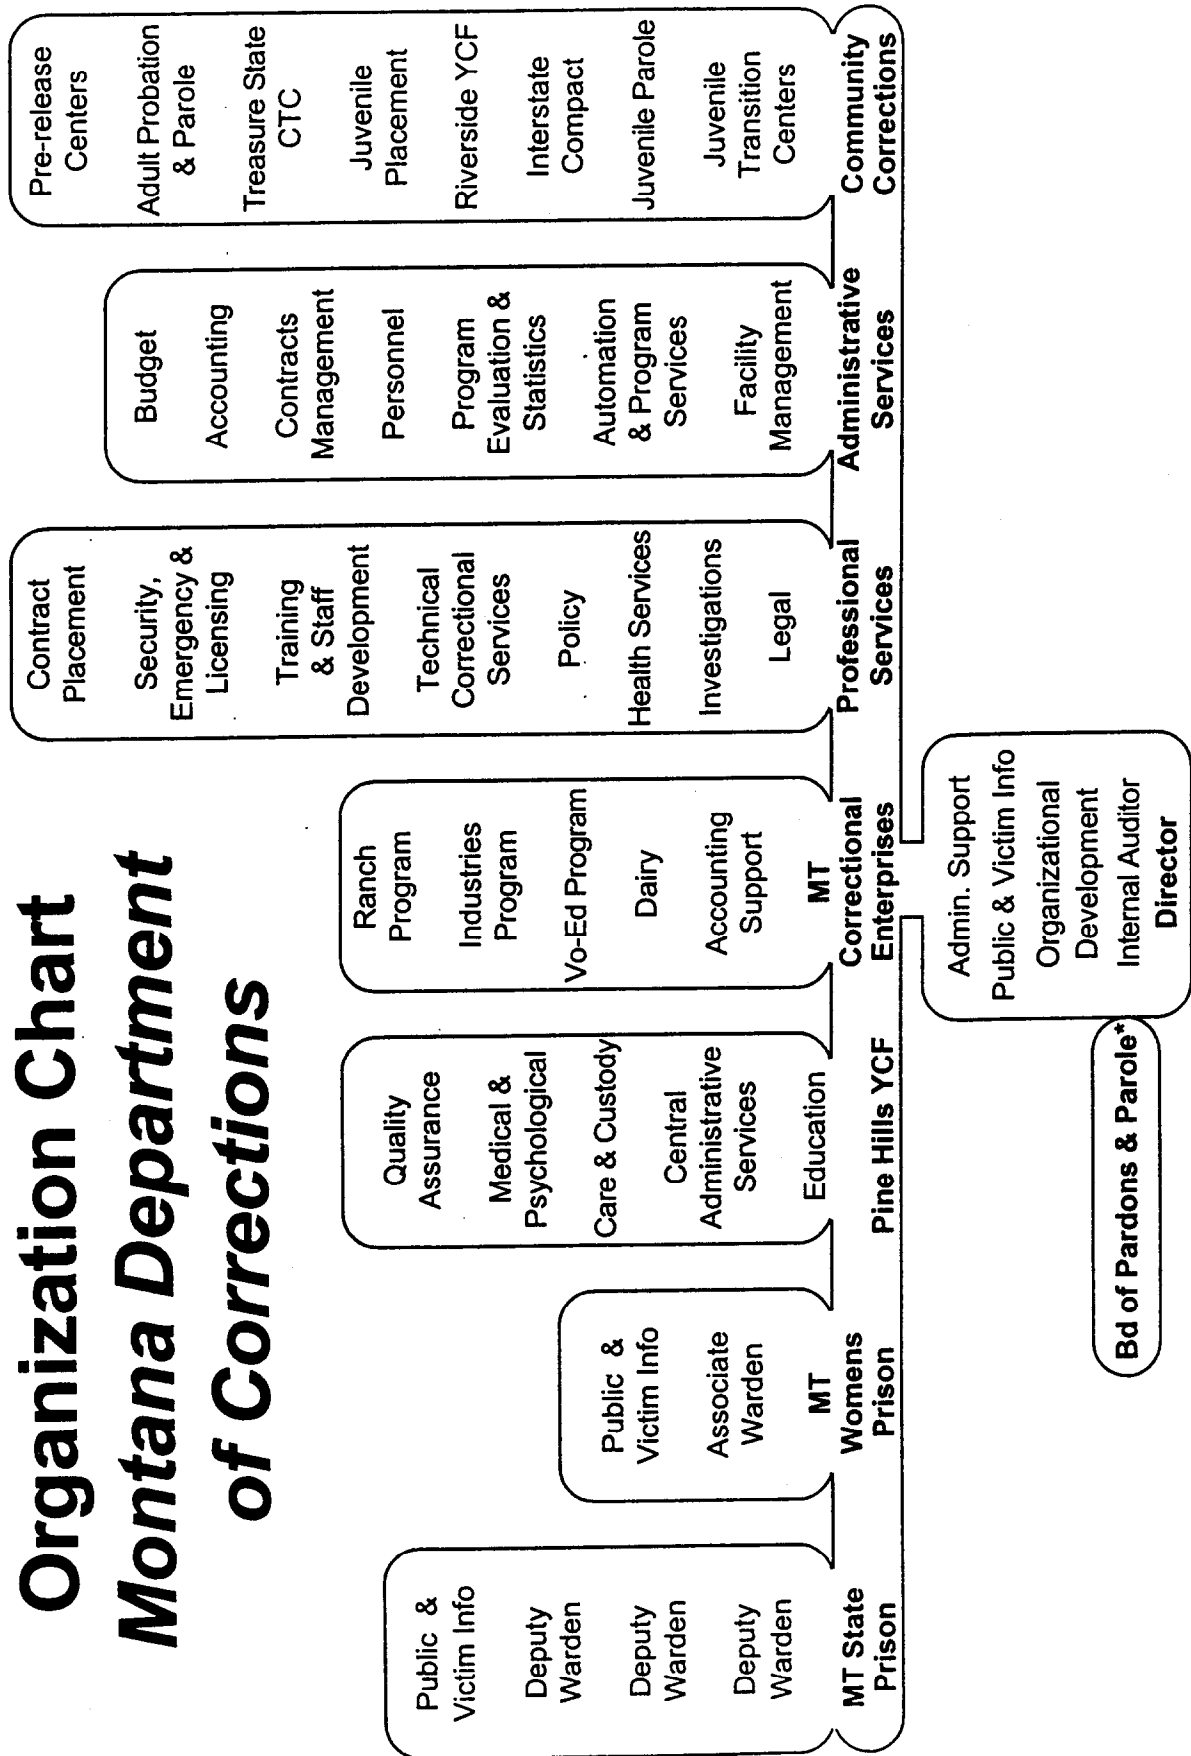 Organization Chart
Montana Department
of Corrections
Public &
Victim Info
Deputy
Warden
Deputy
Warden
Deputy
Warden
MT State
Prison
Public &
Victim Info
Associate
Warden
MT
Womens
Prison
Quality
Assurance
Medical &
Psychological
Care & Custody
Central
Administrative
Services
Education
Pine Hills YCF
Ranch
Program
Industries
Program
Vo-Ed Program
Dairy
Accounting
Support
MT
Correctional
Enterprises
Contract
Placement
Security,
Emergency &
Licensing
Training
& Staff
Development
Technical
Correctional
Services
Policy
Health Services
Investigations
Legal
Professional
Services
Budget
Accounting
Contracts
Management
Personnel
Program
Evaluation &
Statistics
Automation
& Program
Services
Facility
Management
Administrative
Services
Pre-release
Centers
Adult Probation
& Parole
Treasure State
CTC
Juvenile
Placement
Riverside YCF
Interstate
Compact
Juvenile Parole
Juvenile
Transition
Centers
Community
Corrections
Admin. Support
Public & Victim Info
Organizational
Development
Internal Auditor
Director
Bd of Pardons & Parole*